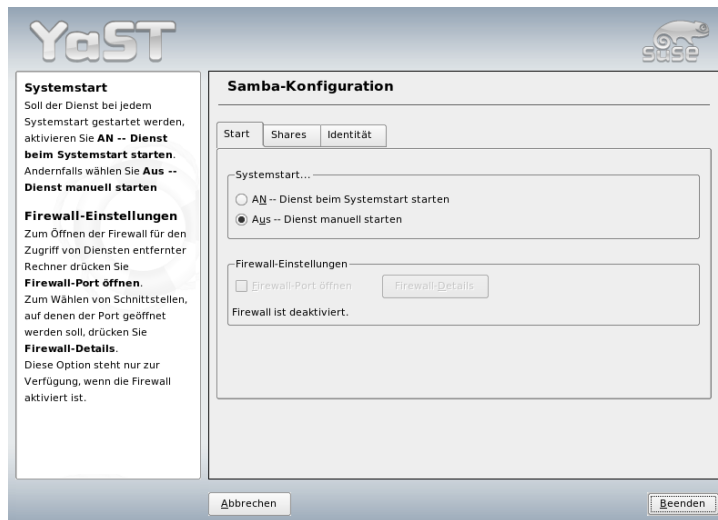 YaST
suse
Systemstart
Soll der Dienst bei jedem
Systemstart gestartet werden,
aktivieren Sie AN -- Dienst
beim Systemstart starten.
Andernfalls wählen Sie Aus --
Dienst manuell starten
Firewall-Einstellungen
Zum Öffnen der Firewall für den
Zugriff von Diensten entfernter
Rechner drücken Sie
Firewall-Port öffnen.
Zum Wählen von Schnittstellen,
auf denen der Port geöffnet
werden soll, drücken Sie
Firewall-Details.
Diese Option steht nur zur
Verfügung, wenn die Firewall
aktiviert ist.
Samba-Konfiguration
Start Shares Identität
Systemstart...
AN -- Dienst beim Systemstart starten
Aus -- Dienst manuell starten
Firewall-Einstellungen
Firewall-Port öffnen Firewall-Details
Firewall ist deaktiviert.
Abbrechen Beenden